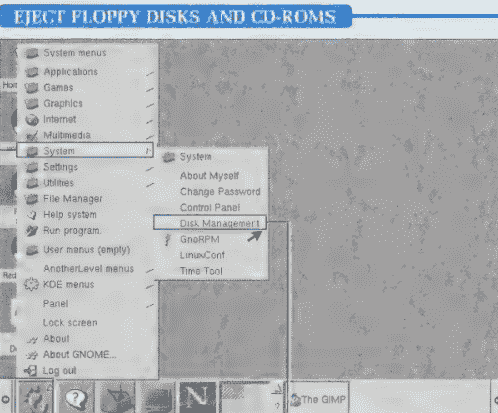 EJECT FLOPPY DISKS AND CD-ROMS
System menus
Applications
Games
Graphics
Internet
Multimedia
System
Settings
Utilities
File Manager
Help system
Run program.
User menus (empty)
AnotherLevel menus
KDE menus
Panel
Lock screen
About
About GNOME...
Log out
System
About Myself
Change Password
Control Panel
Disk Management
GnoRPM
LinuxConf
Time Tool
The GIMP